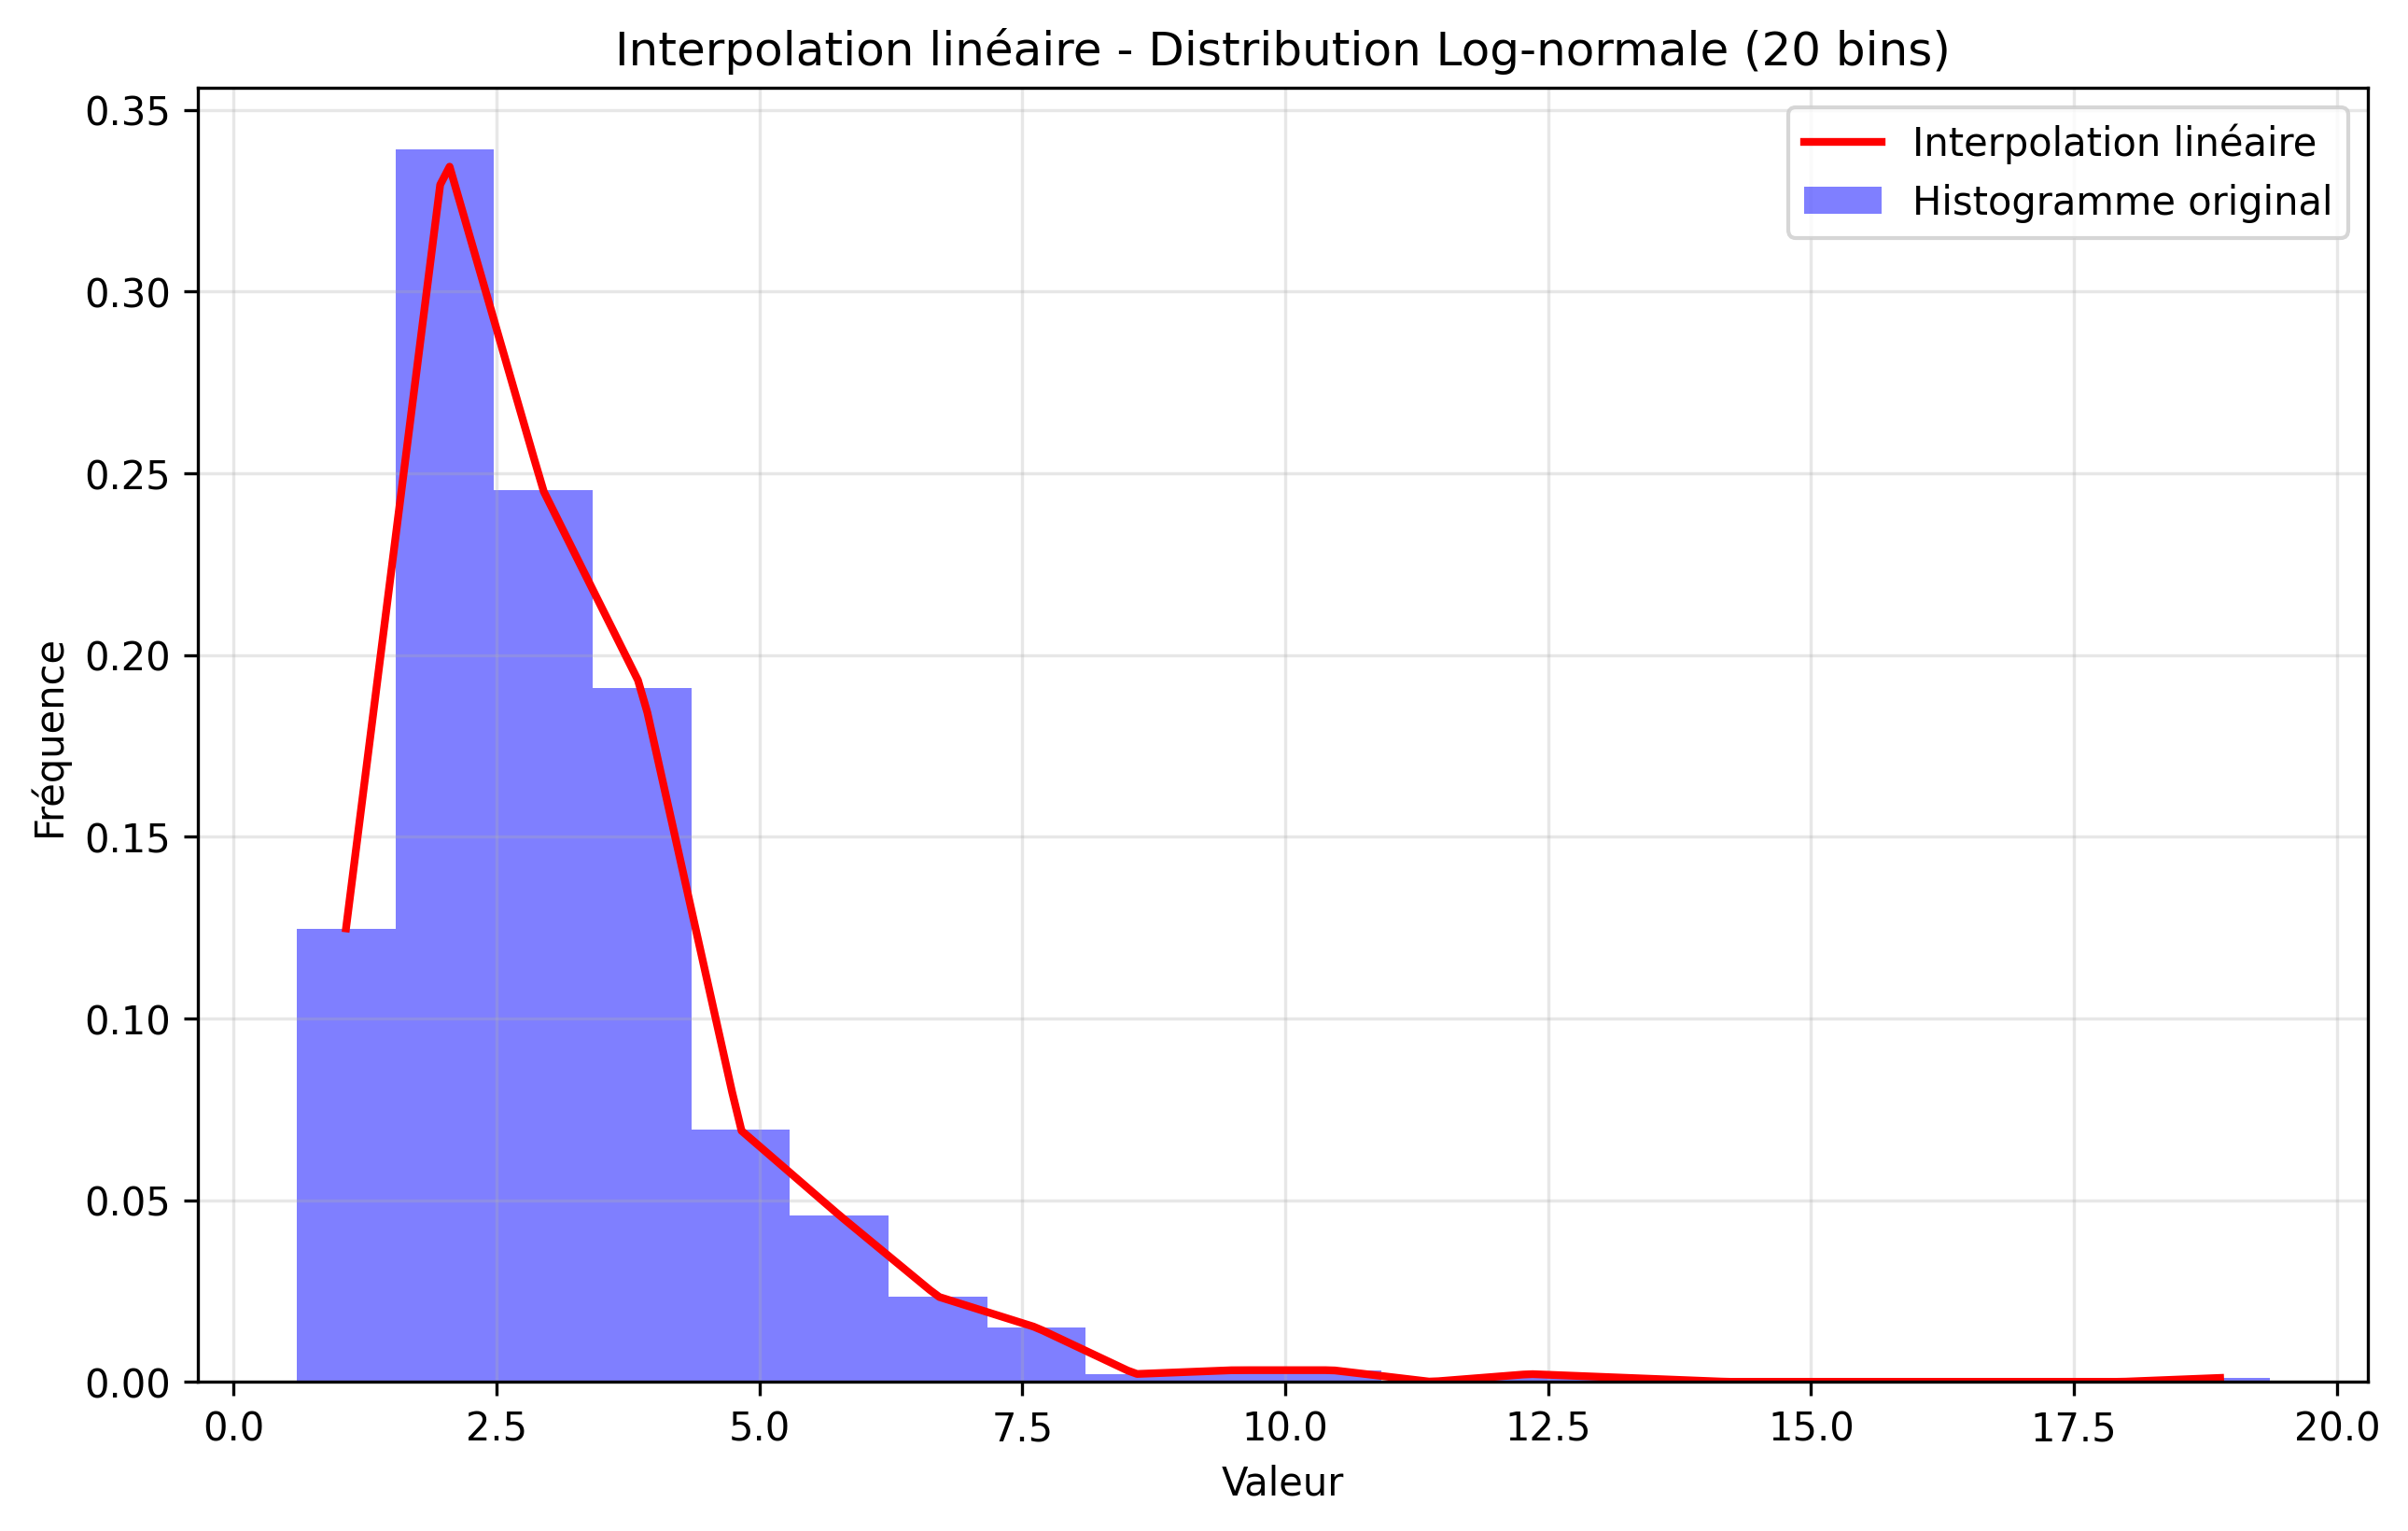 Interpolation linéaire - Distribution Log-normale (20 bins)
Interpolation linéaire
Histogramme original
Fréquence
0.35
0.30
0.25
0.20
0.15
0.10
0.05
0.00
0.0 2.5 5.0 7.5 10.0 12.5 15.0 17.5 20.0
Valeur